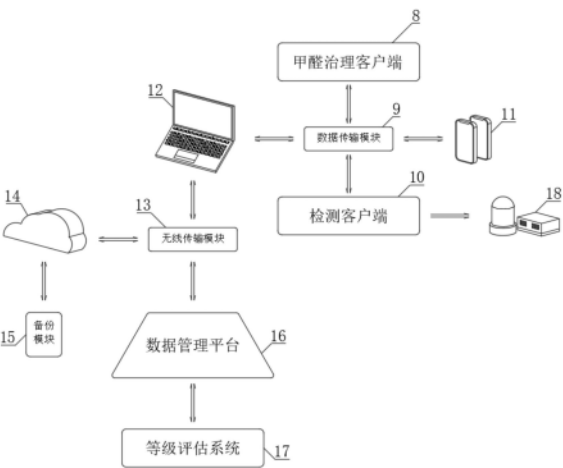 8
甲醛治理客户端
12
9
11
数据传输模块
14
13
10
18
检测客户端
无线传输模块
15
备份
模块
16
数据管理平台
等级评估系统
17